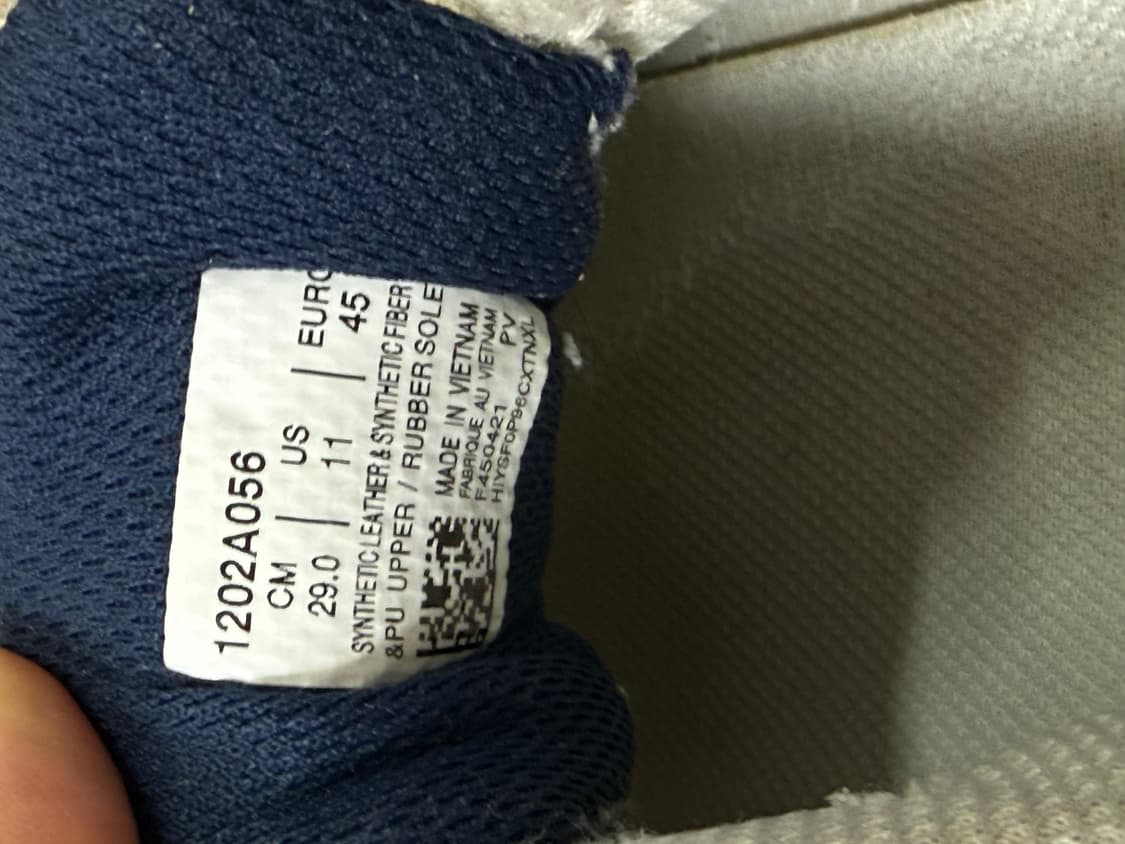 1202A056
CM | US | EURO
29.0 | 11 | 45
SYNTHETIC LEATHER & SYNTHETIC FIBER
&PU UPPER / RUBBER SOLE
MADE IN VIETNAM
FABRIQUE AU VIETNAM
F450421 PV